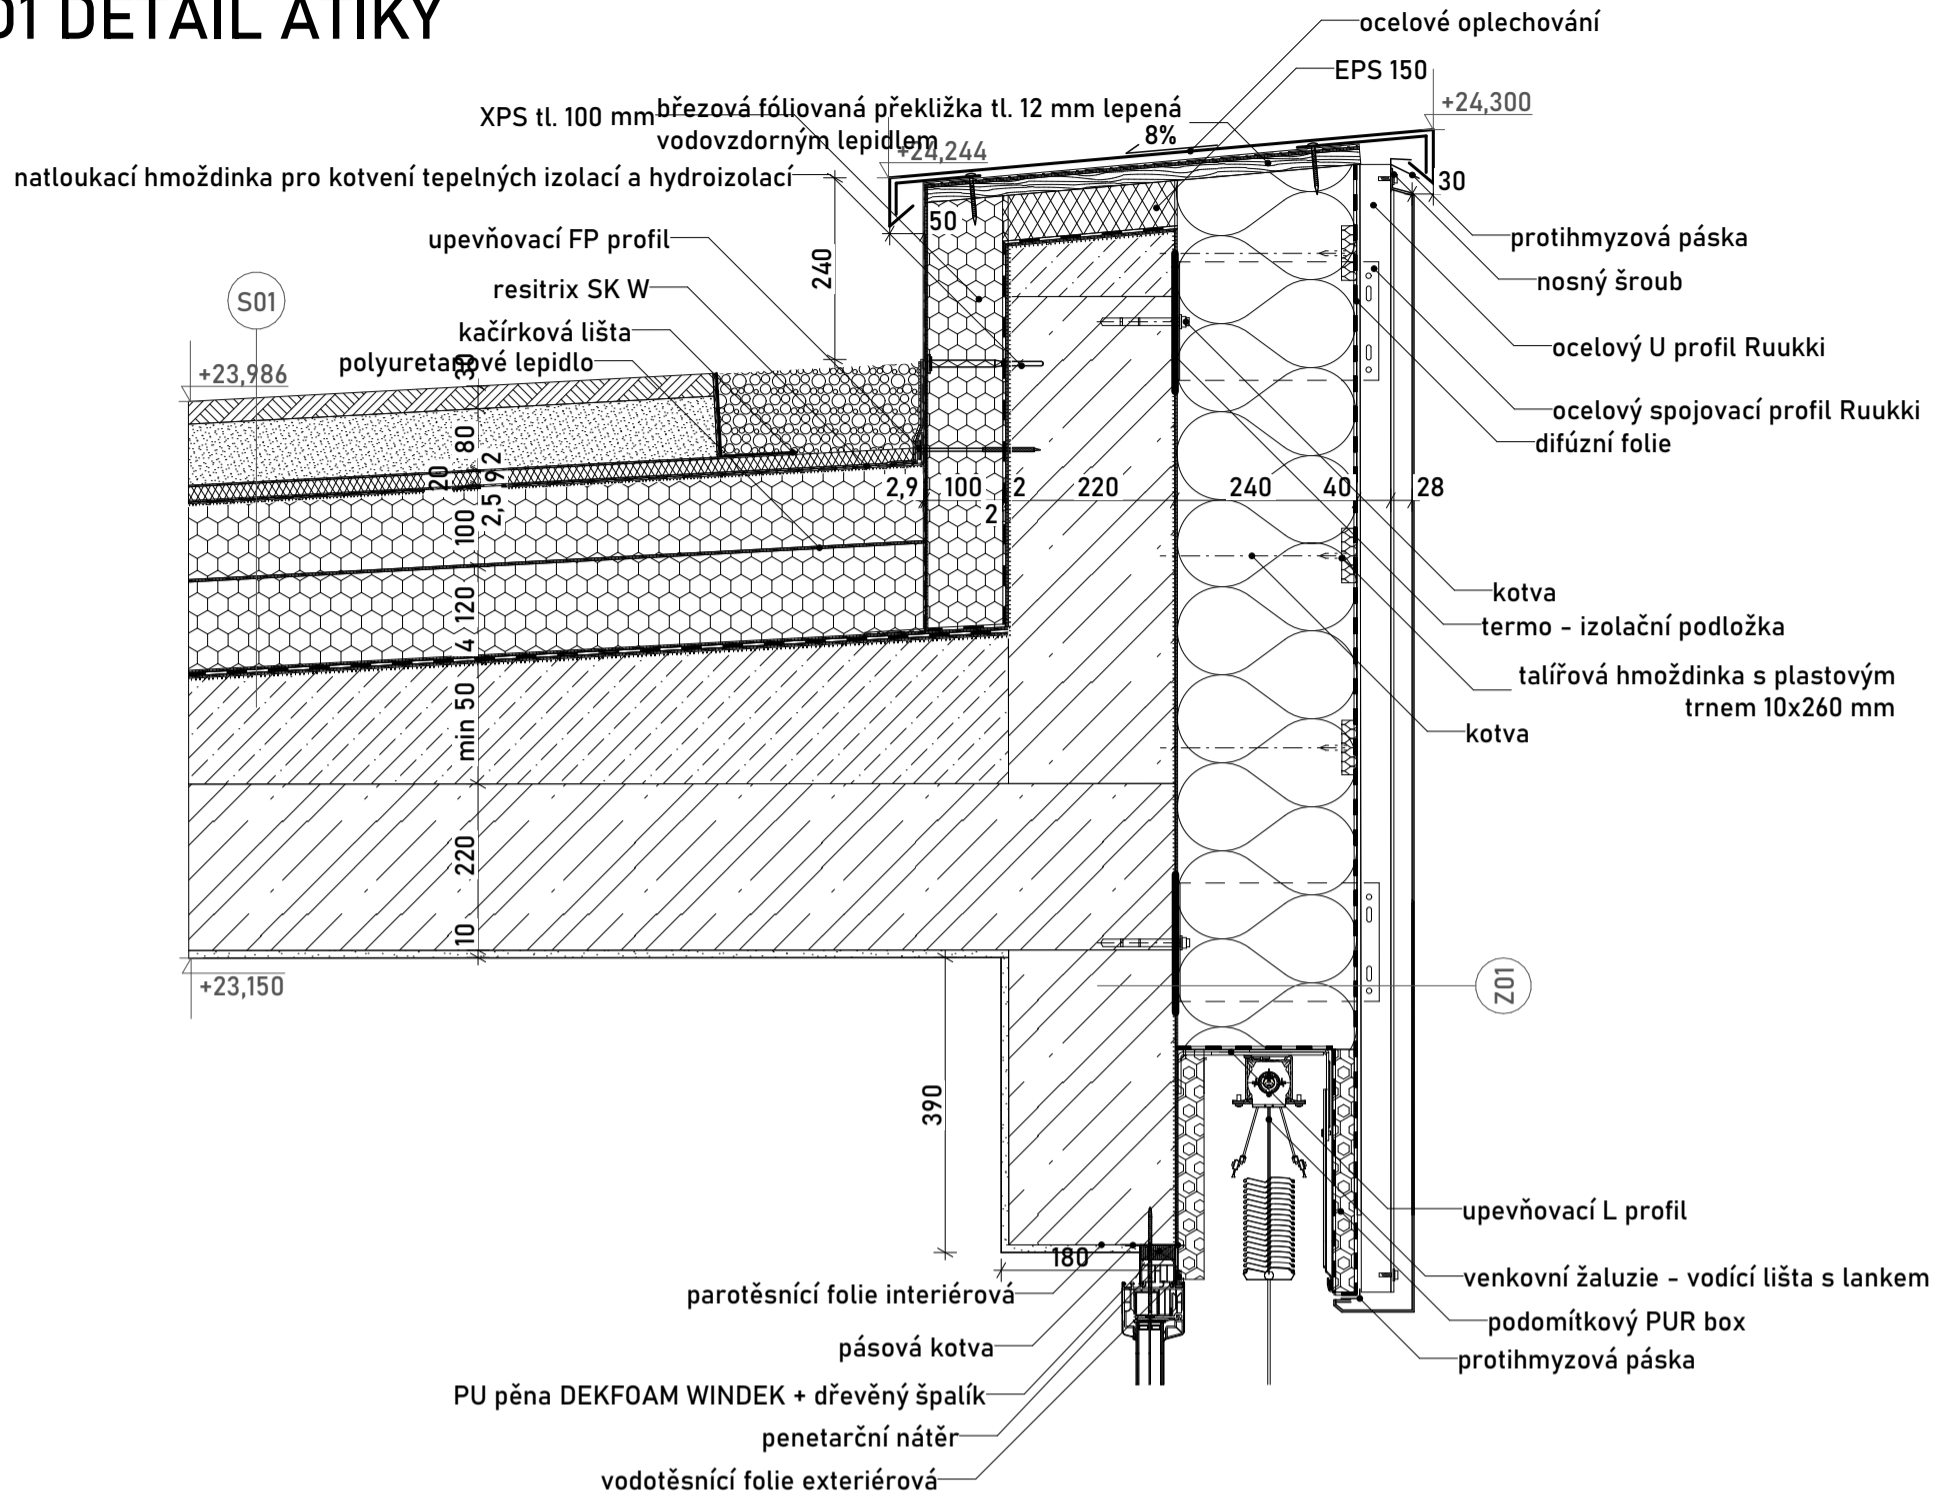 01 DETAIL ATIKY
ocelové oplechování
EPS 150
+24,300
XPS tl. 100 mm
březová fóliovaná překližka tl. 12 mm lepená
vodovzdorným lepidlem
8%
+24,244
natloukací hmoždinka pro kotvení tepelných izolací a hydroizolací
30
50
upevňovací FP profil
protihmyzová páska
240
nosný šroub
S01
resitrix SK W
kačírková lišta
ocelový U profil Ruukki
polyuretanové lepidlo
30
+23,986
ocelový spojovací profil Ruukki
difúzní folie
80
20
2,5
92
2,9
100
2
2
220
240
40
28
100
120
kotva
termo - izolační podložka
4
talířová hmoždinka s plastovým
trnem 10x260 mm
min 50
kotva
220
10
+23,150
Z01
390
upevňovací L profil
180
venkovní žaluzie - vodící lišta s lankem
parotěsnící folie interiérová
podomítkový PUR box
pásová kotva
protihmyzová páska
PU pěna DEKFOAM WINDEK + dřevěný špalík
penetarční nátěr
vodotěsnící folie exteriérová